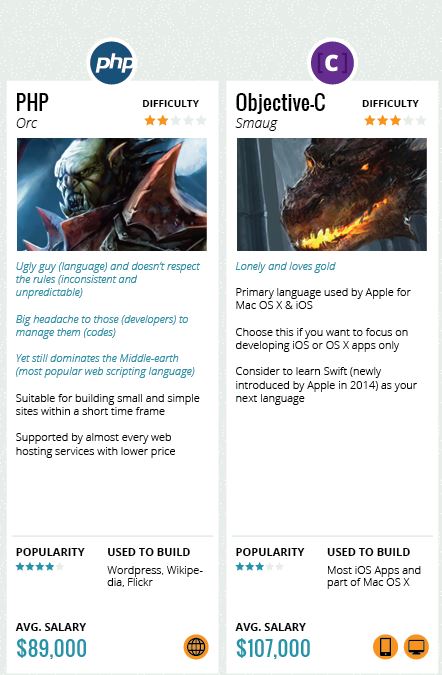 php
PHP
Orc
DIFFICULTY
Ugly guy (language) and doesn't respect
the rules (inconsistent and
unpredictable)
Big headache to those (developers) to
manage them (codes)
Yet still dominates the Middle-earth
(most popular web scripting language)
Suitable for building small and simple
sites within a short time frame
Supported by almost every web
hosting services with lower price
POPULARITY
USED TO BUILD
Wordpress, Wikipe-
dia, Flickr
AVG. SALARY
$89,000
[C]
Objective-C
Smaug
DIFFICULTY
Lonely and loves gold
Primary language used by Apple for
Mac OS X & iOS
Choose this if you want to focus on
developing iOS or OS X apps only
Consider to learn Swift (newly
introduced by Apple in 2014) as your
next language
POPULARITY
USED TO BUILD
Most iOS Apps and
part of Mac OS X
AVG. SALARY
$107,000